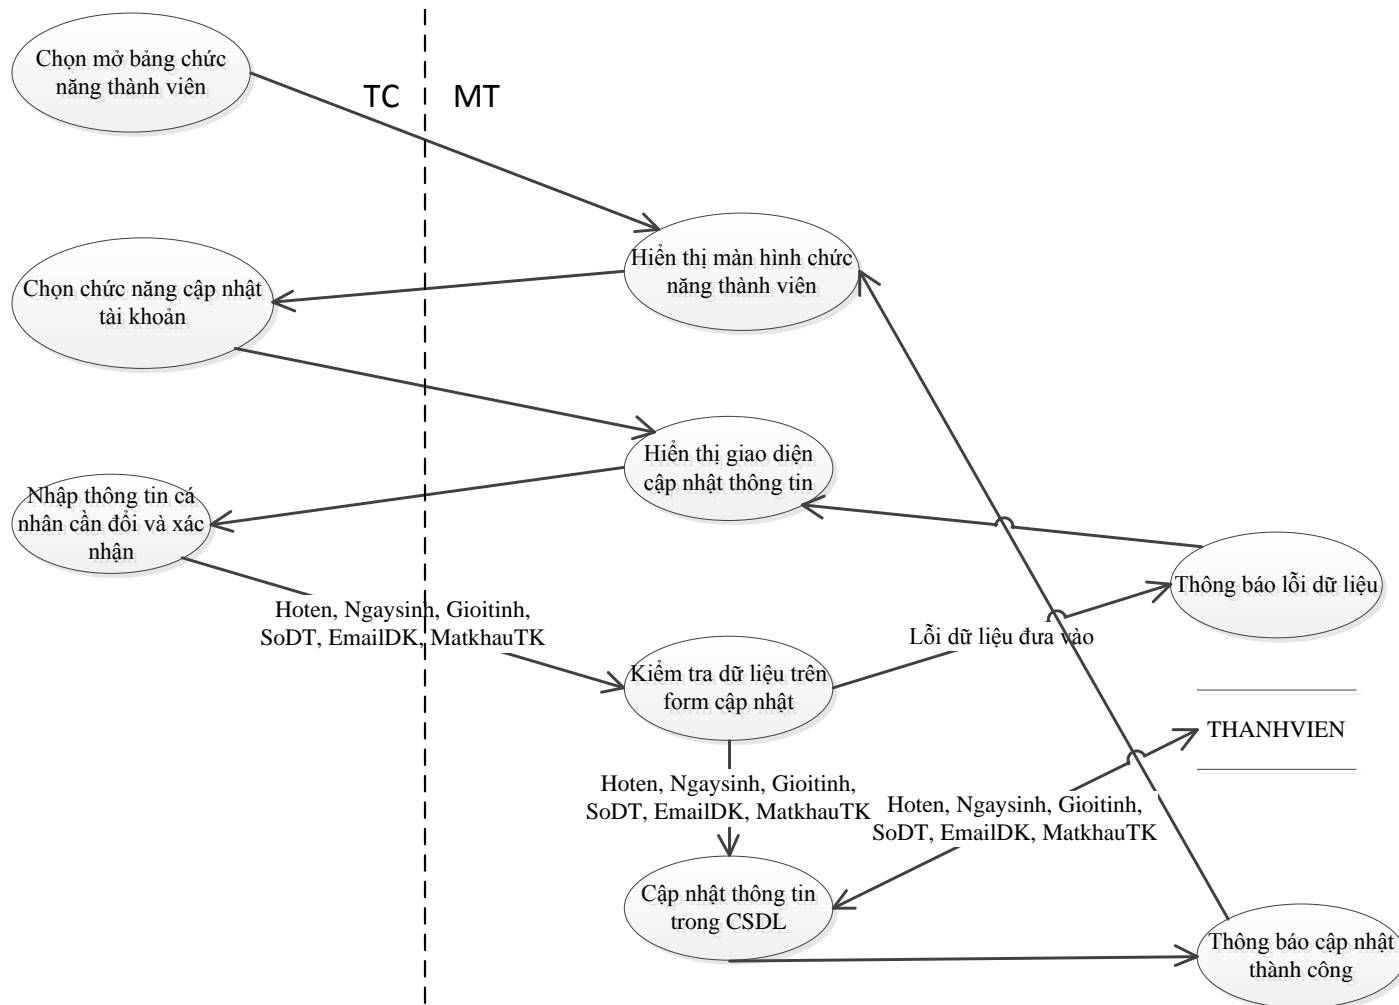 Chọn mở bảng chức
năng thành viên
TC
MT
Hiển thị màn hình chức
năng thành viên
Chọn chức năng cập nhật
tài khoản
Hiển thị giao diện
cập nhật thông tin
Nhập thông tin cá
nhân cần đổi và xác
nhận
Thông báo lỗi dữ liệu
Hoten, Ngaysinh, Gioitinh,
SoDT, EmailDK, MatkhauTK
Lỗi dữ liệu đưa vào
Kiểm tra dữ liệu trên
form cập nhật
THANHVIEN
Hoten, Ngaysinh, Gioitinh,
SoDT, EmailDK, MatkhauTK
Hoten, Ngaysinh, Gioitinh,
SoDT, EmailDK, MatkhauTK
Cập nhật thông tin
trong CSDL
Thông báo cập nhật
thành công